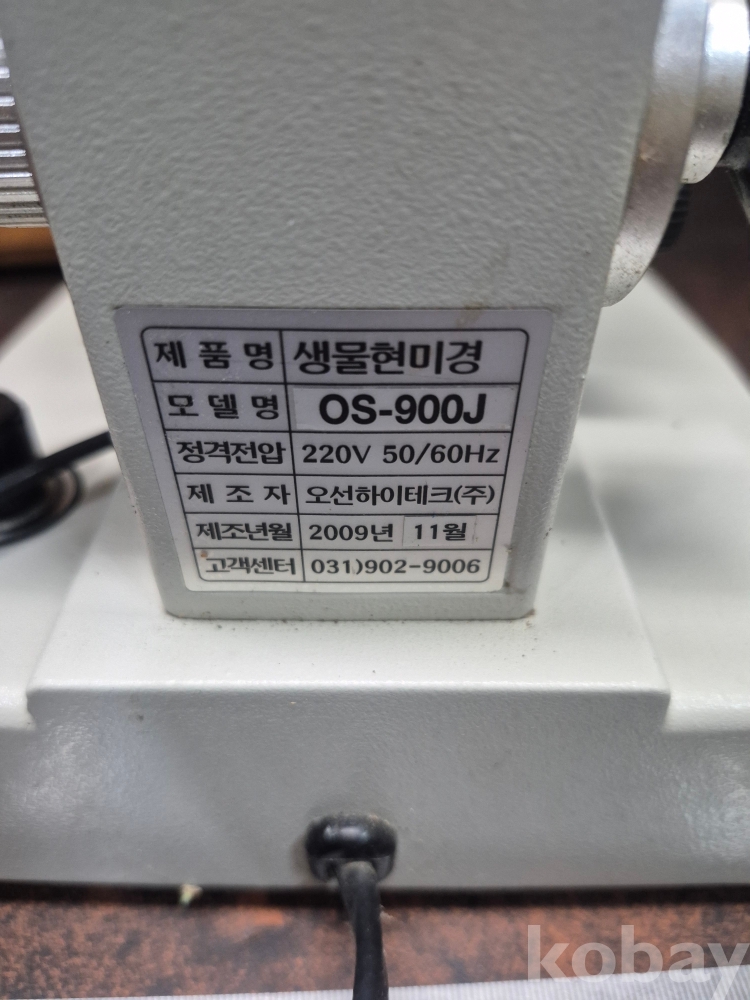 제품명 생물현미경
모델명 OS-900J
정격전압 220V 50/60Hz
제조자 오선하이테크(주)
제조년월 2009년 11월
고객센터 031)902-9006
kobay